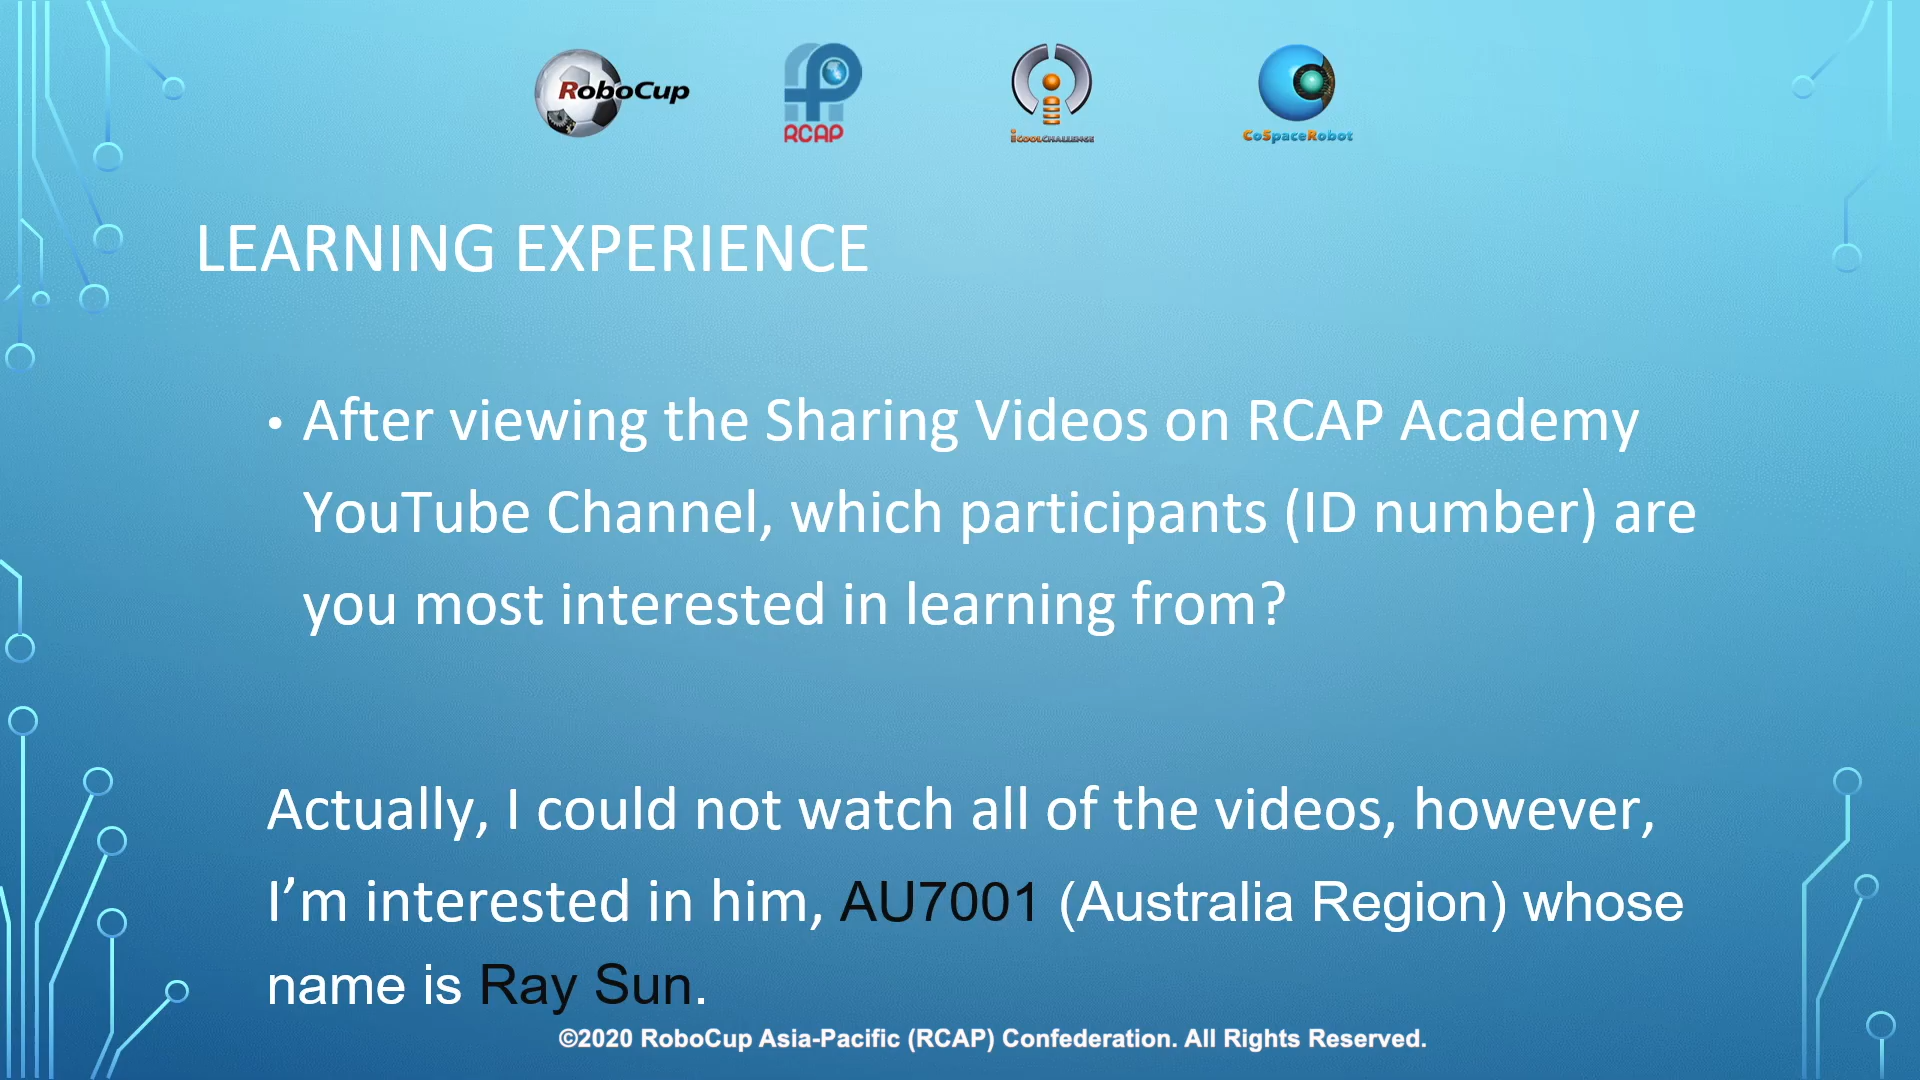 RoboCup
RCAP
iCOOLCHALLENGE
CoSpaceRobot
LEARNING EXPERIENCE
• After viewing the Sharing Videos on RCAP Academy
YouTube Channel, which participants (ID number) are
you most interested in learning from?
Actually, I could not watch all of the videos, however,
I’m interested in him, AU7001 (Australia Region) whose
name is Ray Sun.
©2020 RoboCup Asia-Pacific (RCAP) Confederation. All Rights Reserved.